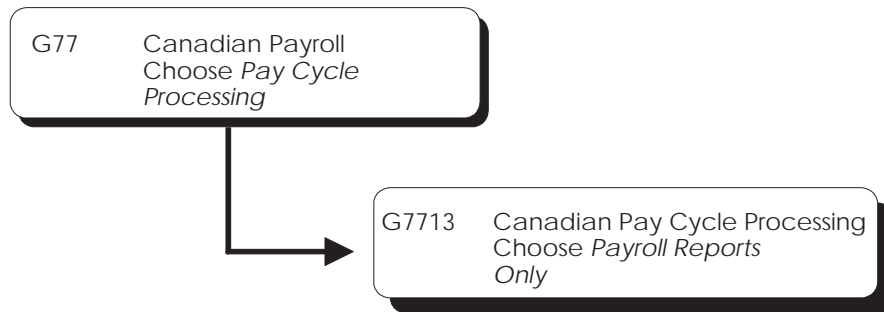 G77 Canadian Payroll
Choose Pay Cycle
Processing
G7713 Canadian Pay Cycle Processing
Choose Payroll Reports
Only